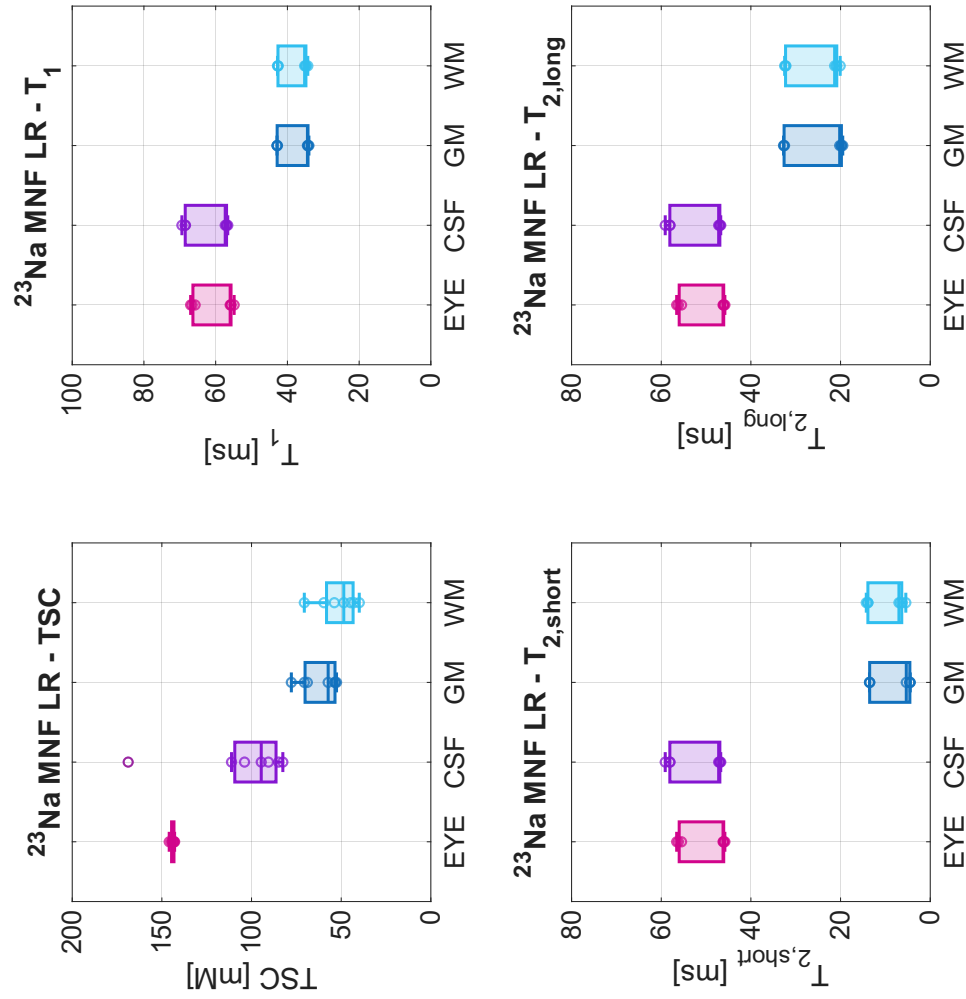 ²³Na MNF LR - TSC
TSC [mM]
200
150
100
50
0
EYE CSF GM WM
²³Na MNF LR - T₁
T₁ [ms]
100
80
60
40
20
0
EYE CSF GM WM
²³Na MNF LR - T₂,short
T₂,short [ms]
80
60
40
20
0
EYE CSF GM WM
²³Na MNF LR - T₂,long
T₂,long [ms]
80
60
40
20
0
EYE CSF GM WM